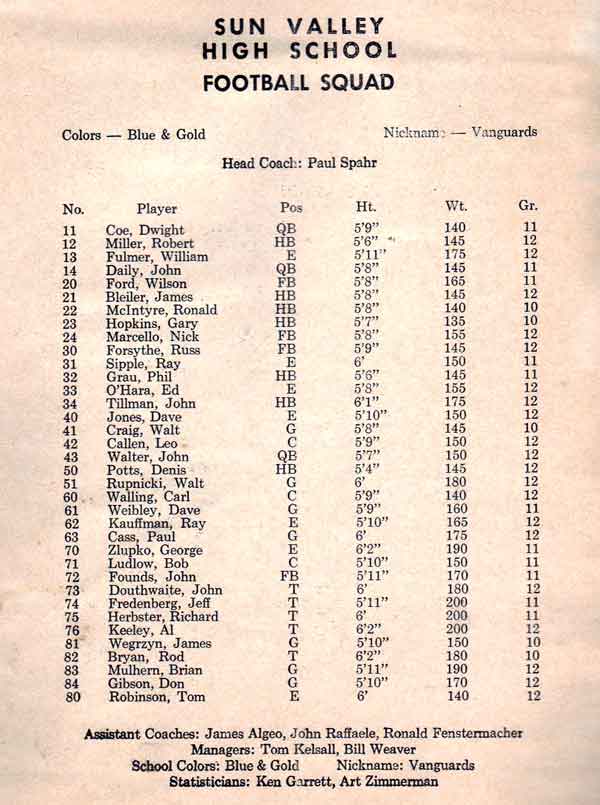 SUN VALLEY
HIGH SCHOOL
FOOTBALL SQUAD
Colors — Blue & Gold Nickname — Vanguards
Head Coach: Paul Spahr
No. Player Pos Ht. Wt. Gr.
11 Coe, Dwight QB 5'9" 140 11
12 Miller, Robert HB 5'6" 145 12
13 Fulmer, William E 5'11" 175 12
14 Daily, John QB 5'8" 145 11
20 Ford, Wilson FB 5'8" 165 11
21 Bleiler, James HB 5'8" 145 12
22 McIntyre, Ronald HB 5'8" 140 10
23 Hopkins, Gary HB 5'7" 135 10
24 Marcello, Nick FB 5'8" 155 12
30 Forsythe, Russ FB 5'9" 145 12
31 Sipple, Ray E 6' 150 11
32 Grau, Phil HB 5'6" 145 11
33 O'Hara, Ed E 5'8" 155 12
34 Tillman, John HB 6'1" 175 12
40 Jones, Dave E 5'10" 150 12
41 Craig, Walt G 5'8" 145 10
42 Callen, Leo C 5'9" 150 12
43 Walter, John QB 5'7" 150 12
50 Potts, Denis HB 5'4" 145 12
51 Rupnicki, Walt G 6' 180 12
60 Walling, Carl C 5'9" 140 12
61 Weibley, Dave G 5'9" 160 11
62 Kauffman, Ray E 5'10" 165 12
63 Cass, Paul G 6' 175 12
70 Zlupko, George E 6'2" 190 11
71 Ludlow, Bob C 5'10" 150 11
72 Founds, John FB 5'11" 170 11
73 Douthwaite, John T 6' 180 12
74 Fredenberg, Jeff T 5'11" 200 11
75 Herbster, Richard T 6' 200 11
76 Keeley, Al T 6'2" 200 12
81 Wegrzyn, James G 5'10" 150 10
82 Bryan, Rod T 6'2" 180 10
83 Mulhern, Brian G 5'11" 190 12
84 Gibson, Don G 5'10" 170 12
80 Robinson, Tom E 6' 140 12
Assistant Coaches: James Algeo, John Raffaele, Ronald Fenstermacher
Managers: Tom Kelsall, Bill Weaver
School Colors: Blue & Gold Nickname: Vanguards
Statisticians: Ken Garrett, Art Zimmerman